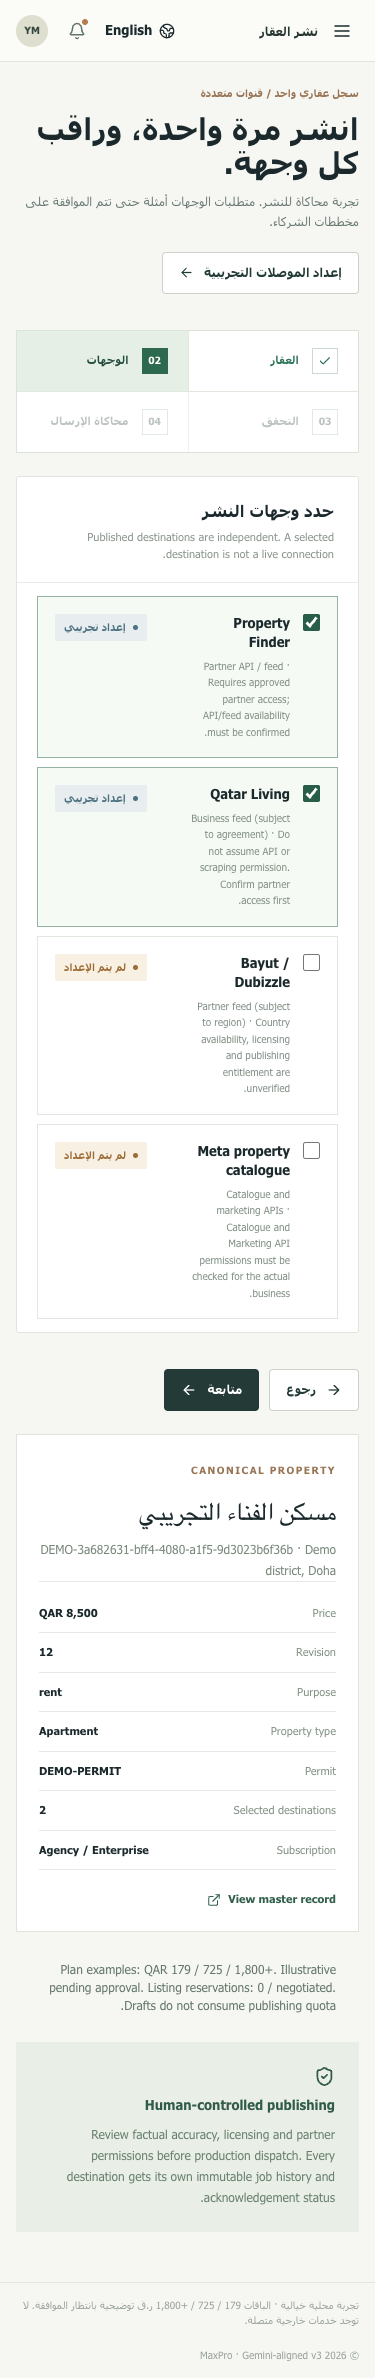 نشر العقار
English
YM
سجل عقاري واحد / قنوات متعددة
انشر مرة واحدة، وراقب
كل وجهة.
تجربة محاكاة للنشر. متطلبات الوجهات أمثلة حتى تتم الموافقة على
مخططات الشركاء.
إعداد الموصلات التجريبية
العقار
02
الوجهات
03
التحقق
04
محاكاة الإرسال
حدد وجهات النشر
Published destinations are independent. A selected
destination is not a live connection.
Property
Finder
إعداد تجريبي
Partner API / feed ·
Requires approved
partner access;
API/feed availability
must be confirmed.
Qatar Living
إعداد تجريبي
Business feed (subject
to agreement) · Do
not assume API or
scraping permission.
Confirm partner
access first.
Bayut /
Dubizzle
لم يتم الإعداد
Partner feed (subject
to region) · Country
availability, licensing
and publishing
entitlement are
unverified.
Meta property
catalogue
لم يتم الإعداد
Catalogue and
marketing APIs ·
Catalogue and
Marketing API
permissions must be
checked for the actual
business.
رجوع
متابعة
CANONICAL PROPERTY
مسكن الفناء التجريبي
DEMO-3a682631-bff4-4080-a1f5-9d3023b6f36b · Demo
district, Doha
Price
QAR 8,500
Revision
12
Purpose
rent
Property type
Apartment
Permit
DEMO-PERMIT
Selected destinations
2
Subscription
Agency / Enterprise
View master record
Plan examples: QAR 179 / 725 / 1,800+. Illustrative
pending approval. Listing reservations: 0 / negotiated.
Drafts do not consume publishing quota.
Human-controlled publishing
Review factual accuracy, licensing and partner
permissions before production dispatch. Every
destination gets its own immutable job history and
acknowledgement status.
تجربة محلية خيالية · الباقات 179 / 725 / 1,800+ ر.ق توضيحية بانتظار الموافقة. لا
توجد خدمات خارجية متصلة.
© 2026 MaxPro · Gemini-aligned v3